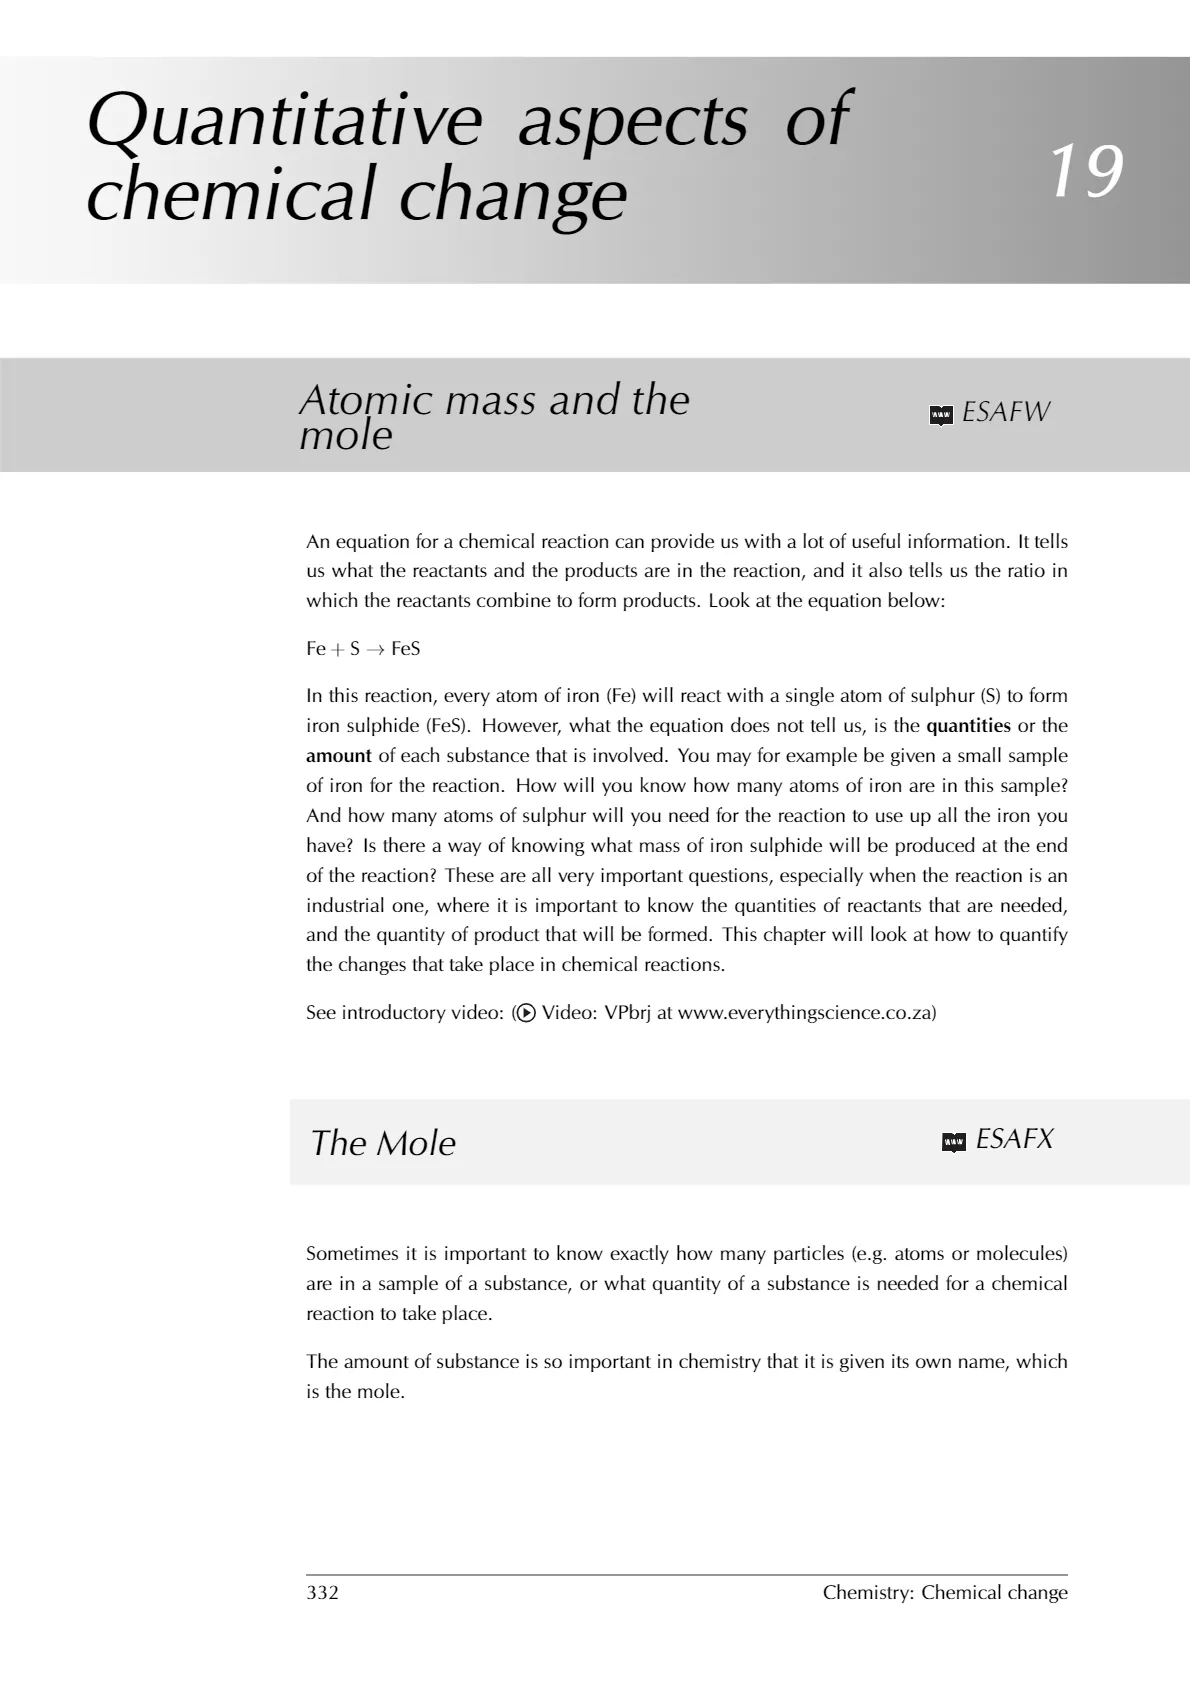 Quantitative aspects of
chemical change
19
Atomic mass and the
mole
www ESAFW
An equation for a chemical reaction can provide us with a lot of useful information. It tells
us what the reactants and the products are in the reaction, and it also tells us the ratio in
which the reactants combine to form products. Look at the equation below:
Fe + S → FeS
In this reaction, every atom of iron (Fe) will react with a single atom of sulphur (S) to form
iron sulphide (FeS). However, what the equation does not tell us, is the quantities or the
amount of each substance that is involved. You may for example be given a small sample
of iron for the reaction. How will you know how many atoms of iron are in this sample?
And how many atoms of sulphur will you need for the reaction to use up all the iron you
have? Is there a way of knowing what mass of iron sulphide will be produced at the end
of the reaction? These are all very important questions, especially when the reaction is an
industrial one, where it is important to know the quantities of reactants that are needed,
and the quantity of product that will be formed. This chapter will look at how to quantify
the changes that take place in chemical reactions.
See introductory video: ( Video: VPbrj at www.everythingscience.co.za)
The Mole
www ESAFX
Sometimes it is important to know exactly how many particles (e.g. atoms or molecules)
are in a sample of a substance, or what quantity of a substance is needed for a chemical
reaction to take place.
The amount of substance is so important in chemistry that it is given its own name, which
is the mole.
332
Chemistry: Chemical change